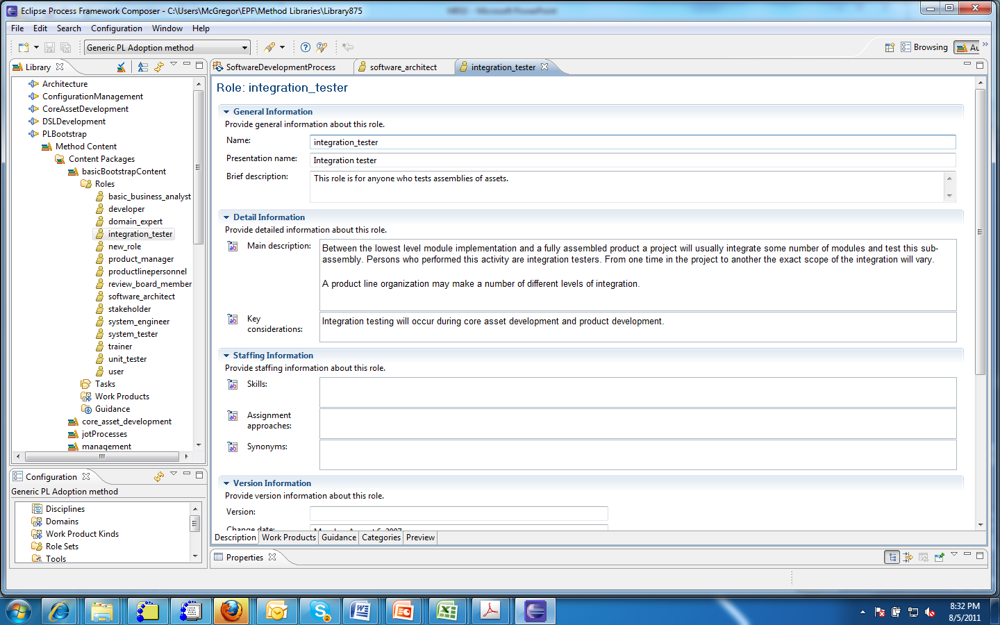 Eclipse Process Framework Composer - C:\Users\McGregor\EPF\Method Libraries\Library875
File Edit Search Configuration Window Help
Generic PL Adoption method
Browsing
Au
Library
Architecture
ConfigurationManagement
CoreAssetDevelopment
DSLDevelopment
PLBootstrap
Method Content
Content Packages
basicBootstrapContent
Roles
basic_business_analyst
developer
domain_expert
integration_tester
new_role
product_manager
productlinepersonnel
review_board_member
software_architect
stakeholder
system_engineer
system_tester
trainer
unit_tester
user
Tasks
Work Products
Guidance
core_asset_development
jotProcesses
management
Configuration
Generic PL Adoption method
Disciplines
Domains
Work Product Kinds
Role Sets
Tools
SoftwareDevelopmentProcess software_architect integration_tester
Role: integration_tester
General Information
Provide general information about this role.
Name: integration_tester
Presentation name: Integration tester
Brief description: This role is for anyone who tests assemblies of assets.
Detail Information
Provide detailed information about this role.
Main description: Between the lowest level module implementation and a fully assembled product a project will usually integrate some number of modules and test this sub-
assembly. Persons who performed this activity are integration testers. From one time in the project to another the exact scope of the integration will vary.
A product line organization may make a number of different levels of integration.
Key
considerations:
Integration testing will occur during core asset development and product development.
Staffing Information
Provide staffing information about this role.
Skills:
Assignment
approaches:
Synonyms:
Version Information
Provide version information about this role.
Version:
Change date:
Description Work Products Guidance Categories Preview
Properties
8:32 PM
8/5/2011